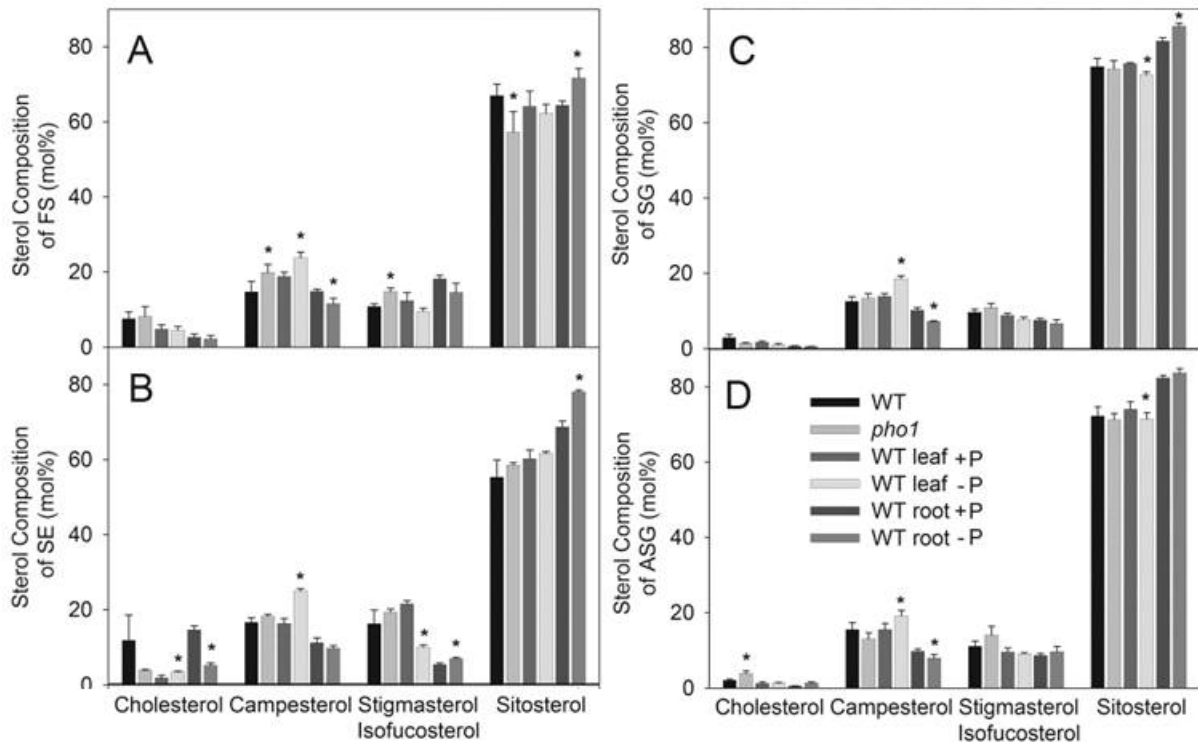 A
Sterol Composition
of FS (mol%)
80
60
40
20
0
*
*
*
*
*
*
B
Sterol Composition
of SE (mol%)
80
60
40
20
0
*
*
*
*
*
*
Cholesterol Campesterol Stigmasterol Sitosterol
Isofucosterol
C
Sterol Composition
of SG (mol%)
80
60
40
20
0
*
*
*
*
D
Sterol Composition
of ASG (mol%)
80
60
40
20
0
*
*
*
*
WT
pho1
WT leaf +P
WT leaf -P
WT root +P
WT root -P
Cholesterol Campesterol Stigmasterol Sitosterol
Isofucosterol